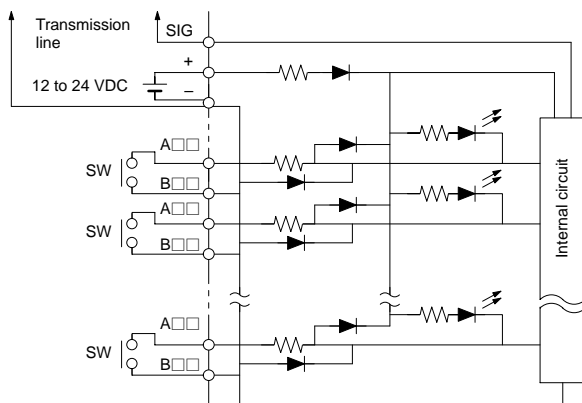 Transmission
line
SIG
+
12 to 24 VDC
–
A□□
SW
B□□
A□□
SW
B□□
A□□
SW
B□□
Internal circuit